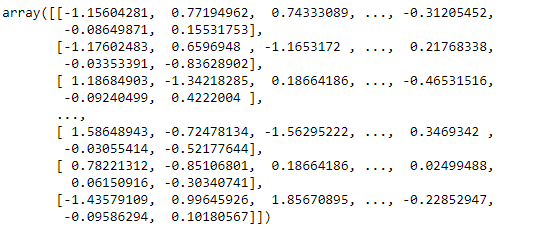 array([[-1.15604281,  0.77194962,  0.74333089, ..., -0.31205452,
        -0.08649871,  0.15531753],
       [-1.17602483,  0.6596948 , -1.1653172 , ...,  0.21768338,
        -0.03353391, -0.83628902],
       [ 1.18684903, -1.34218285,  0.18664186, ..., -0.46531516,
        -0.09240499,  0.4222004 ],
       ...,
       [ 1.58648943, -0.72478134, -1.56295222, ...,  0.3469342 ,
        -0.03055414, -0.52177644],
       [ 0.78221312, -0.85106801,  0.18664186, ...,  0.02499488,
         0.06150916, -0.30340741],
       [-1.43579109,  0.99645926,  1.85670895, ..., -0.22852947,
        -0.09586294,  0.10180567]])